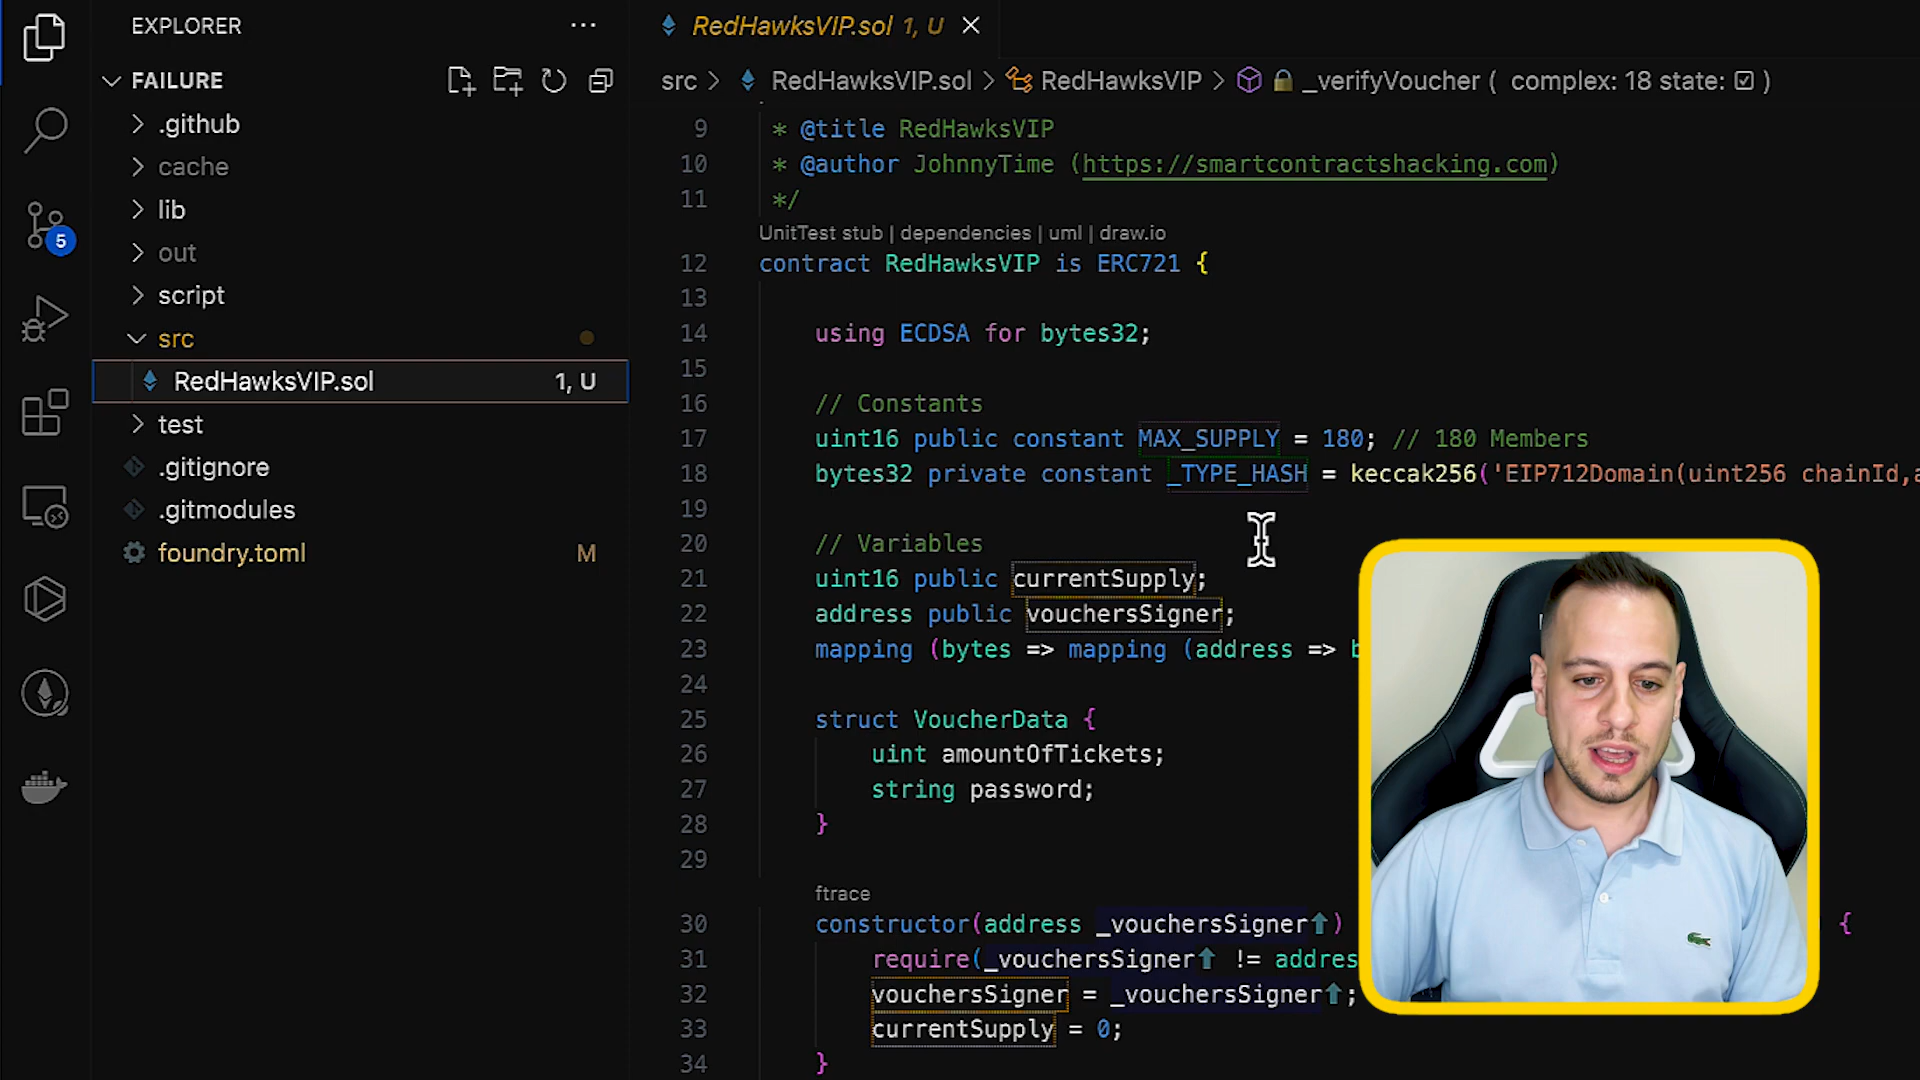 EXPLORER
FAILURE
.github
cache
lib
out
script
src
RedHawksVIP.sol 1, U
test
.gitignore
.gitmodules
foundry.toml M
5
RedHawksVIP.sol 1, U
src > RedHawksVIP.sol > RedHawksVIP > _verifyVoucher ( complex: 18 state: ☑ )
9 * @title RedHawksVIP
10 * @author JohnnyTime (https://smartcontractshacking.com)
11 */
UnitTest stub | dependencies | uml | draw.io
12 contract RedHawksVIP is ERC721 {
13
14 using ECDSA for bytes32;
15
16 // Constants
17 uint16 public constant MAX_SUPPLY = 180; // 180 Members
18 bytes32 private constant _TYPE_HASH = keccak256('EIP712Domain(uint256 chainId,a
19
20 // Variables
21 uint16 public currentSupply;
22 address public vouchersSigner;
23 mapping (bytes => mapping (address => b
24
25 struct VoucherData {
26 uint amountOfTickets;
27 string password;
28 }
29
ftrace
30 constructor(address _vouchersSigner⬆) {
31 require(_vouchersSigner⬆ != addres
32 vouchersSigner = _vouchersSigner⬆;
33 currentSupply = 0;
34 }